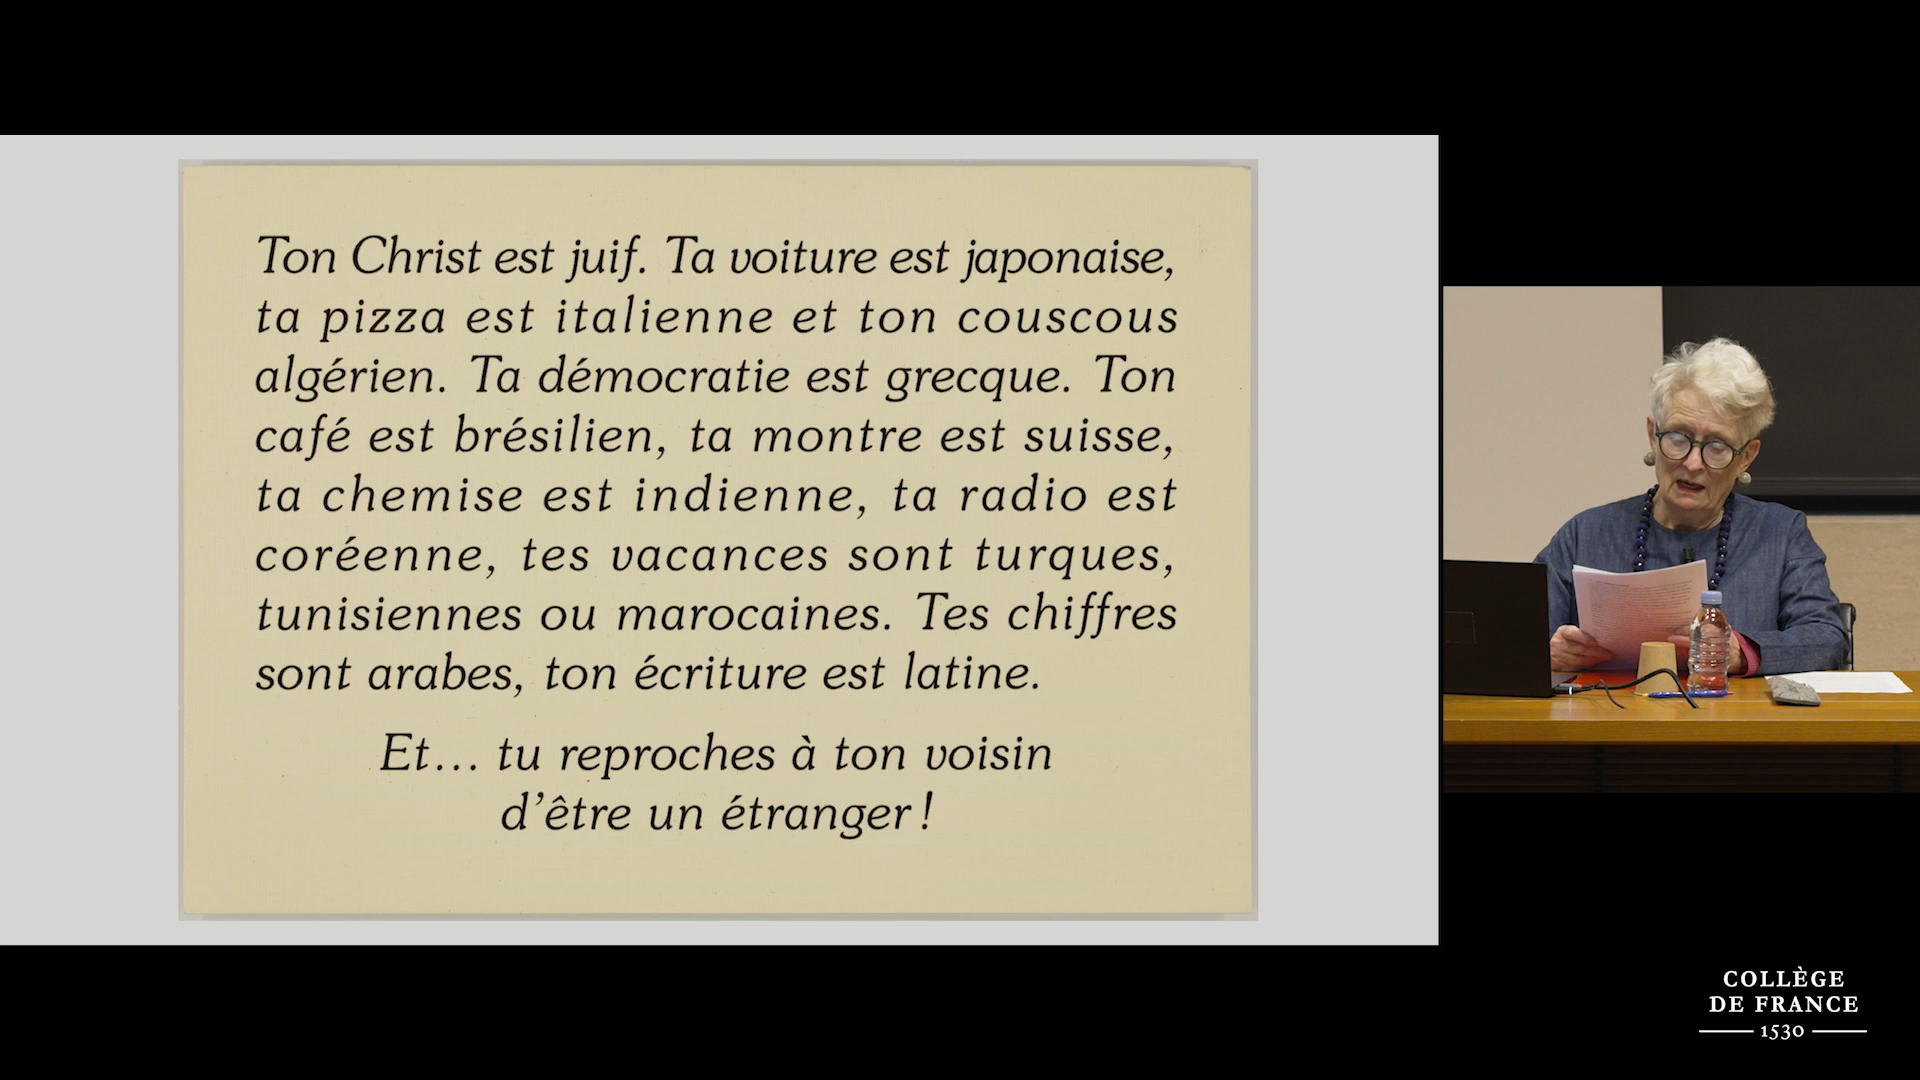 Ton Christ est juif. Ta voiture est japonaise,
ta pizza est italienne et ton couscous
algérien. Ta démocratie est grecque. Ton
café est brésilien, ta montre est suisse,
ta chemise est indienne, ta radio est
coréenne, tes vacances sont turques,
tunisiennes ou marocaines. Tes chiffres
sont arabes, ton écriture est latine.
Et... tu reproches à ton voisin
d'être un étranger !
COLLÈGE
DE FRANCE
1530